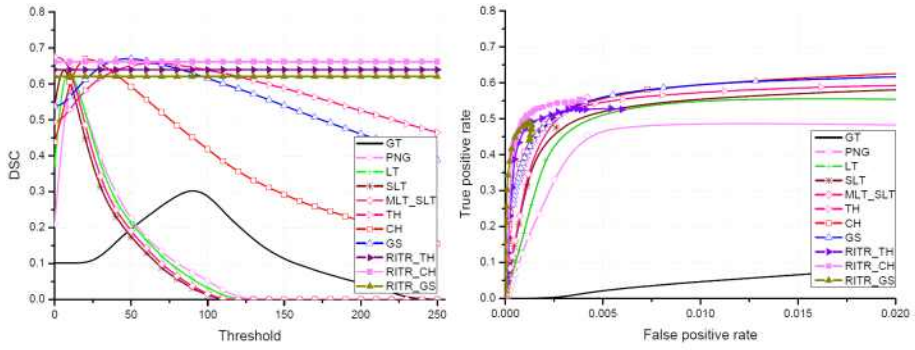 0.8
0.7
0.6
0.5
0.4
0.3
0.2
0.1
0.0
DSC
0 50 100 150 200 250
Threshold
GT
PNG
LT
SLT
MLT_SLT
TH
CH
GS
RITR_TH
RITR_CH
RITR_GS
0.8
0.7
0.6
0.5
0.4
0.3
0.2
0.1
0.0
True positive rate
0.000 0.005 0.010 0.015 0.020
False positive rate
GT
PNG
LT
SLT
MLT_SLT
TH
CH
GS
RITR_TH
RITR_CH
RITR_GS